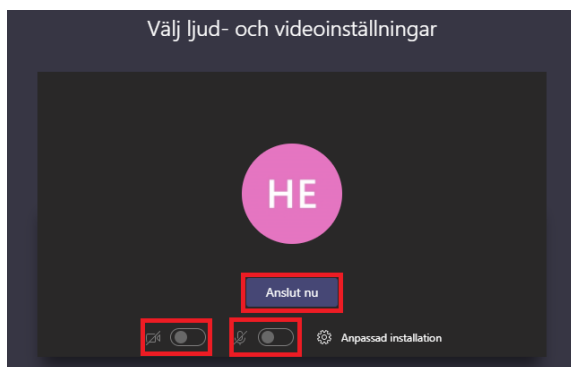 Välj ljud- och videoinställningar
HE
Anslut nu
Anpassad installation